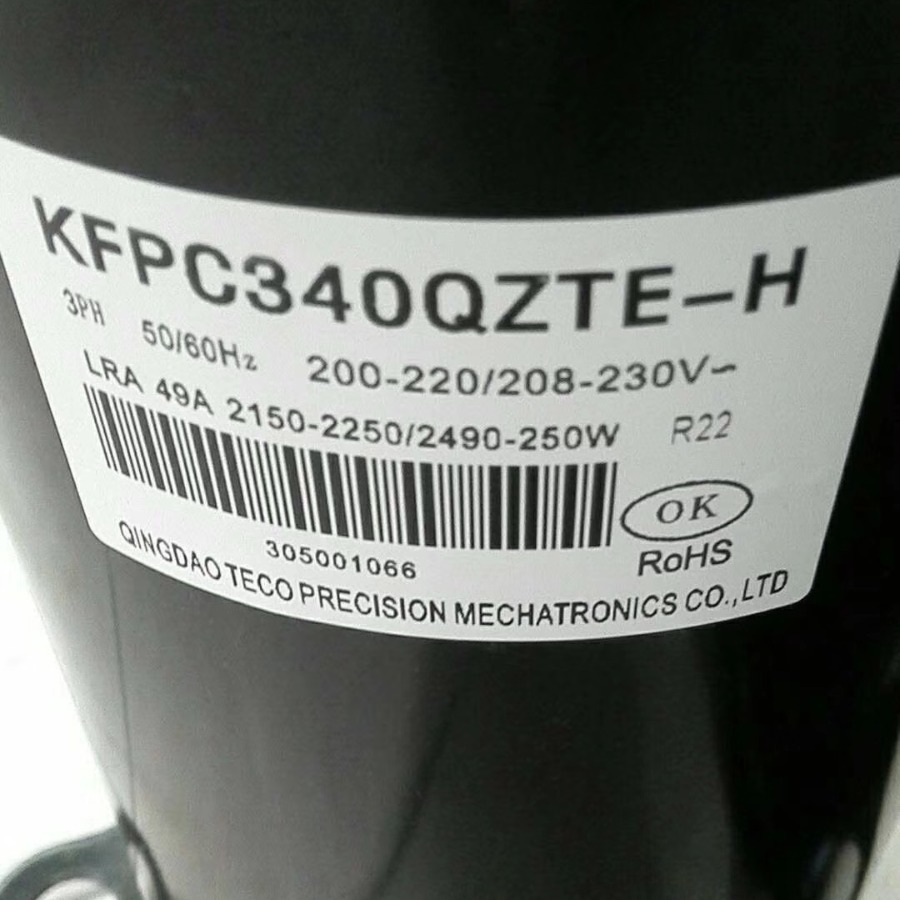 KFPC340QZTE-H
3PH 50/60Hz 200-220/208-230V~
LRA 49A 2150-2250/2490-250W R22
OK
305001066 RoHS
QINGDAO TECO PRECISION MECHATRONICS CO.,LTD